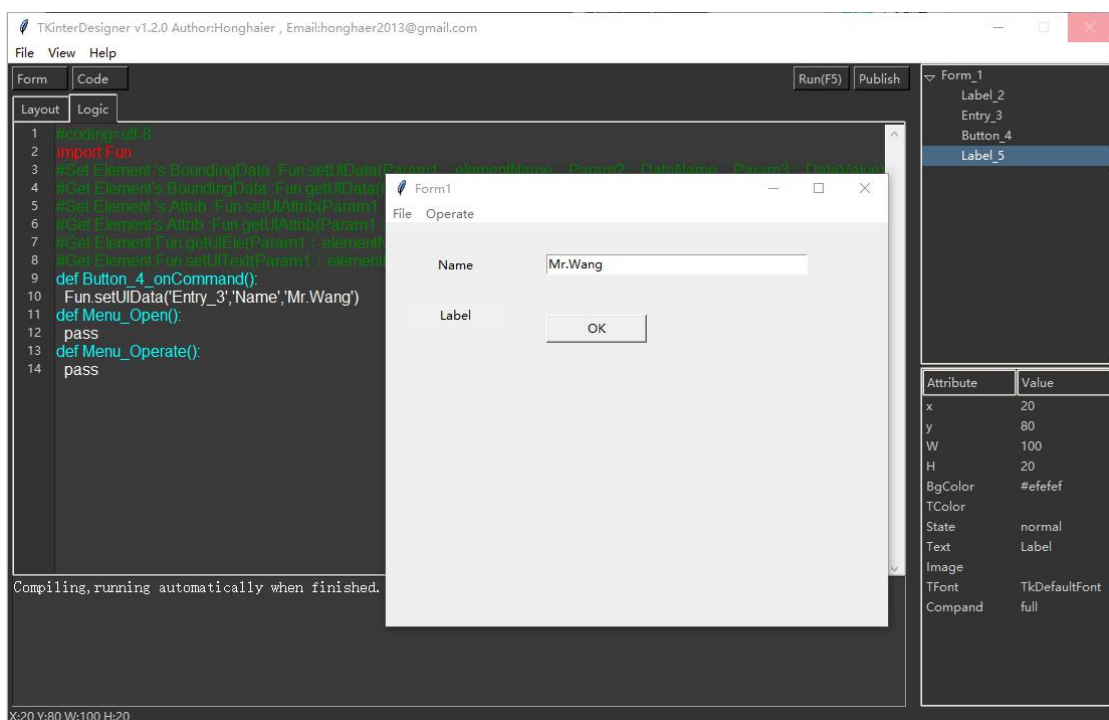 TKinterDesigner v1.2.0 Author:Honghaier , Email:honghaer2013@gmail.com
File View Help
Form Code Run(F5) Publish
Layout Logic
1 #coding=utf-8
2 import Fun
3 #Set Element 's BoundingData :Fun.setUIData(Param1 : elementName , Param2 : DataName , Param3 : DataValue)
4 #Get Element's BoundingData :Fun.getUIData(
5 #Set Element 's Attrib :Fun.setUIAttrib(Param1
6 #Get Element's Attrib :Fun.getUIAttrib(Param1 :
7 #Get Element:Fun.getUIEle(Param1 : element
8 #Get Element:Fun.setUIText(Param1 : element
9 def Button_4_onCommand():
10 Fun.setUIData('Entry_3','Name','Mr.Wang')
11 def Menu_Open():
12 pass
13 def Menu_Operate():
14 pass
Form1
File Operate
Name Mr.Wang
Label
OK
Compiling,running automatically when finished.
Form_1
Label_2
Entry_3
Button_4
Label_5
Attribute Value
x 20
y 80
W 100
H 20
BgColor #efefef
TColor
State normal
Text Label
Image
TFont TkDefaultFont
Compand full
X:20 Y:80 W:100 H:20